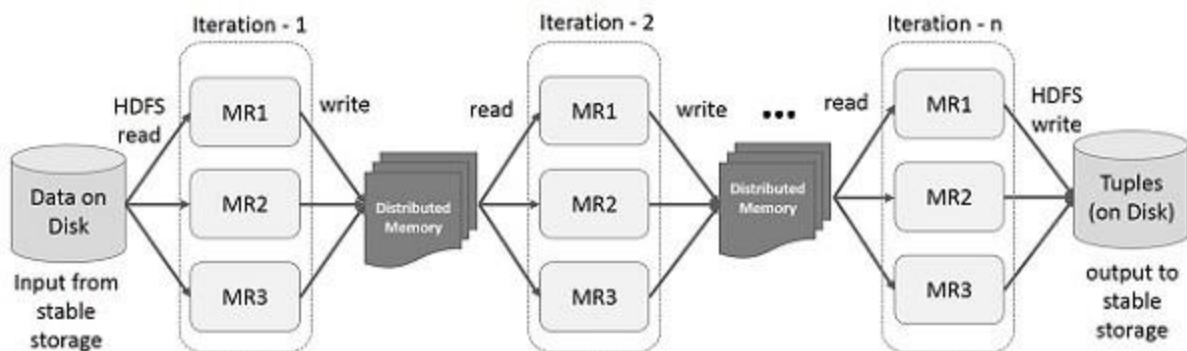 Iteration - 1
Iteration - 2
Iteration - n
HDFS
read
MR1
write
read
MR1
write
...
read
MR1
HDFS
write
Data on
Disk
MR2
Distributed
Memory
MR2
Distributed
Memory
MR2
Tuples
(on Disk)
Input from
stable
storage
MR3
MR3
MR3
output to
stable
storage